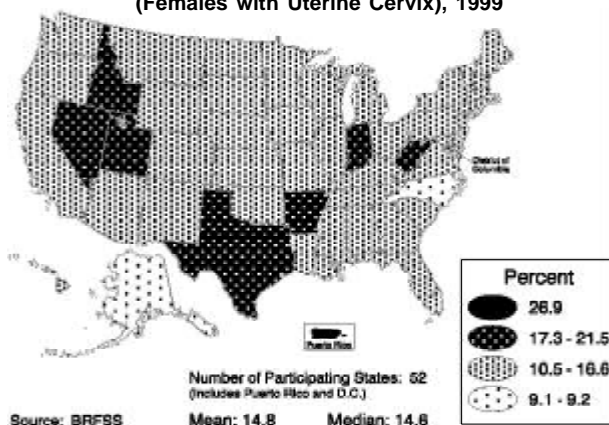 (Females with Uterine Cervix), 1999
District of
Columbia
Percent
26.9
17.3 - 21.5
10.5 - 16.6
9.1 - 9.2
Puerto Rico
Number of Participating States: 52
(Includes Puerto Rico and D.C.)
Source: BRFSS
Mean: 14.8
Median: 14.6